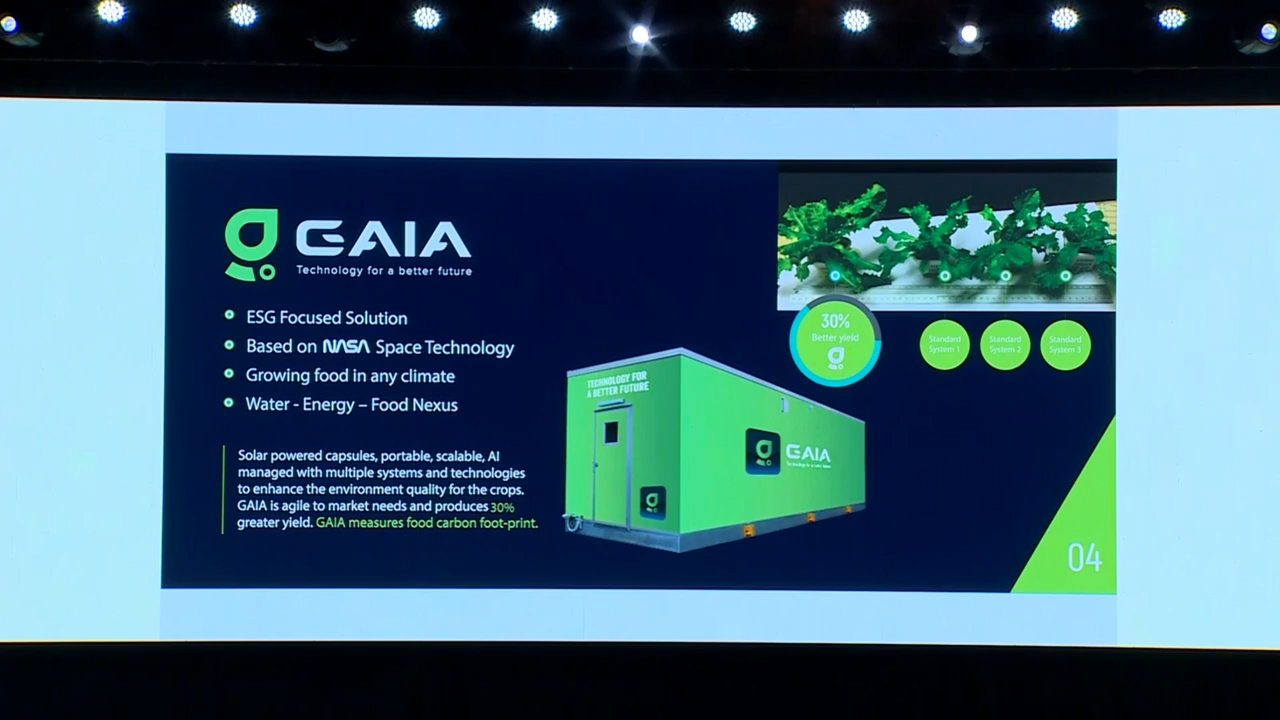 GAIA
Technology for a better future
ESG Focused Solution
Based on NASA Space Technology
Growing food in any climate
Water - Energy – Food Nexus
Solar powered capsules, portable, scalable, AI
managed with multiple systems and technologies
to enhance the environment quality for the crops.
GAIA is agile to market needs and produces 30%
greater yield. GAIA measures food carbon foot-print.
TECHNOLOGY FOR
A BETTER FUTURE
GAIA
Technology for a better future
30%
Better yield
Standard
System 1
Standard
System 2
Standard
System 3
04